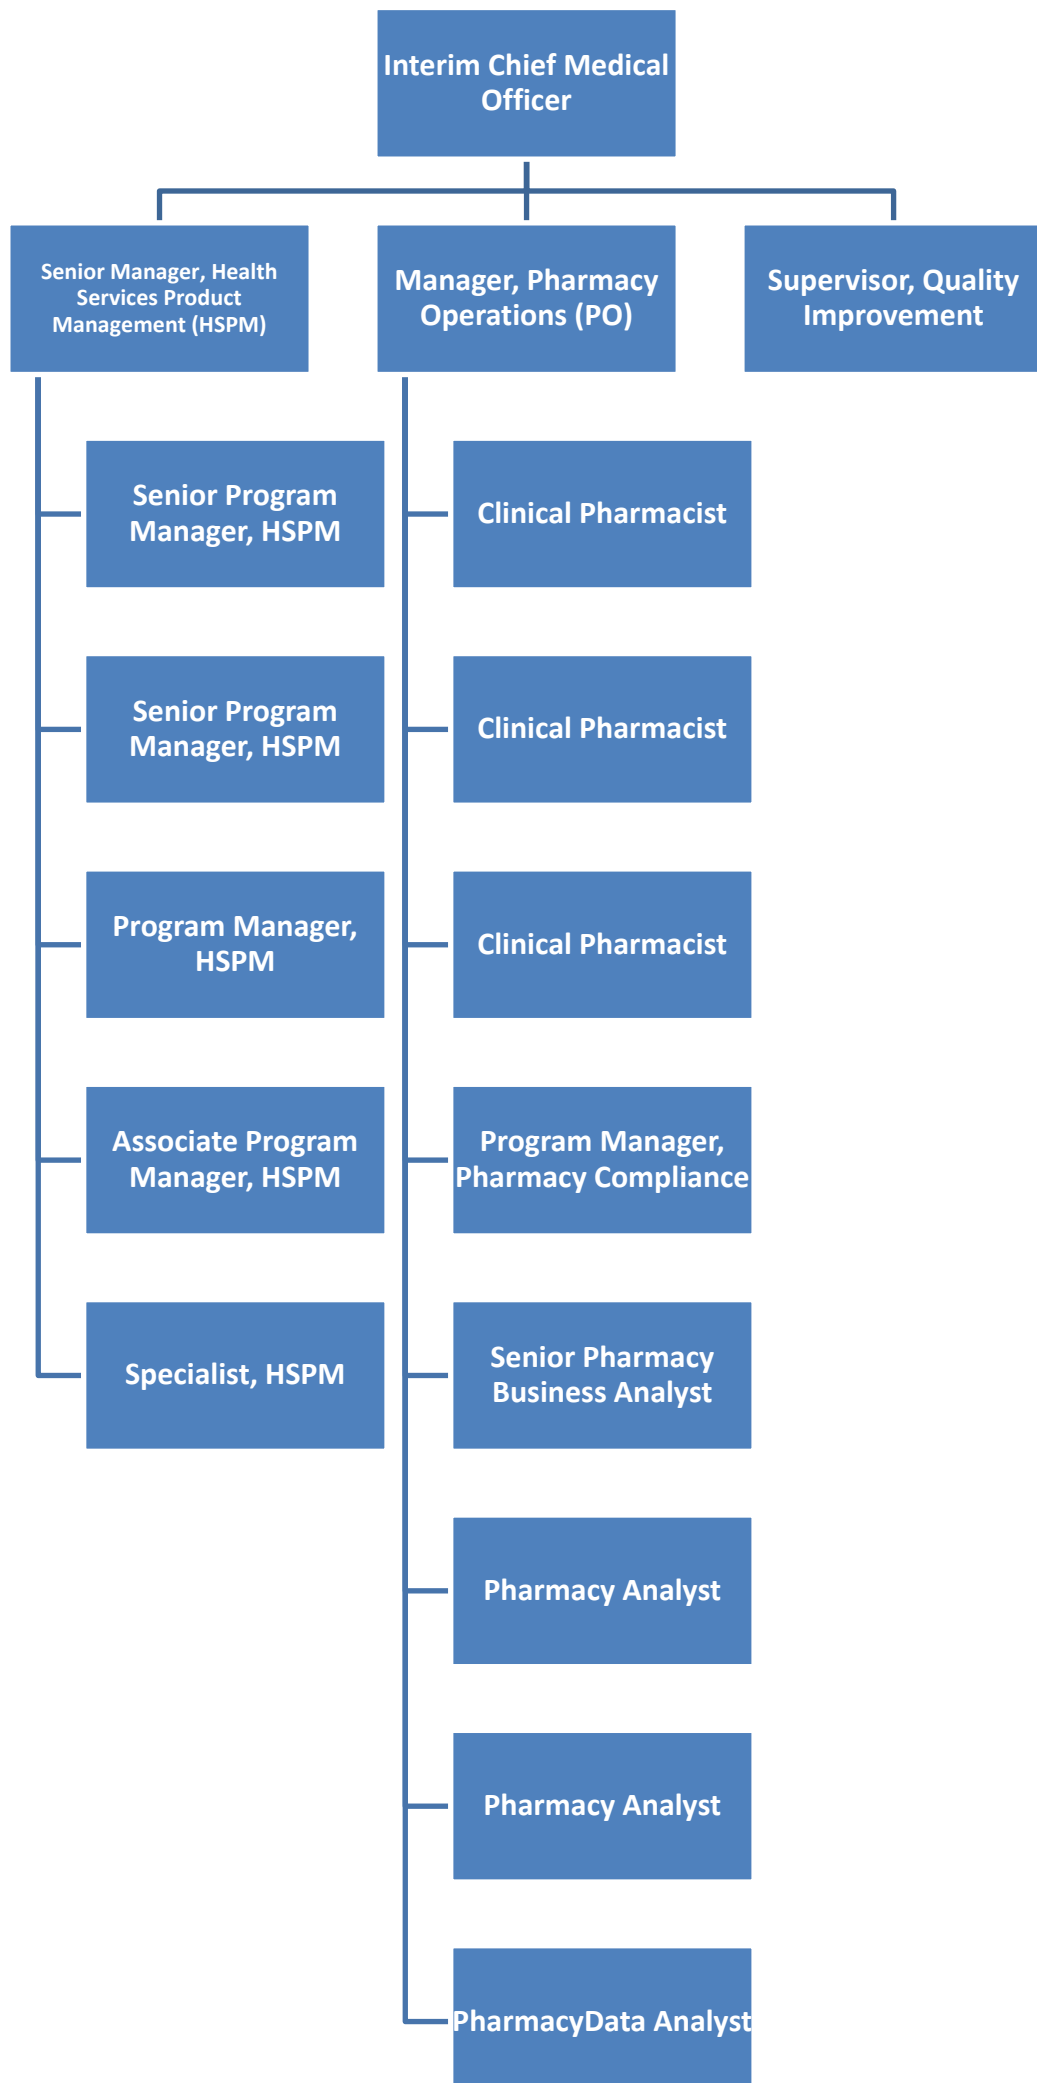 Interim Chief Medical
Officer
Senior Manager, Health
Services Product
Management (HSPM)
Manager, Pharmacy
Operations (PO)
Supervisor, Quality
Improvement
Senior Program
Manager, HSPM
Senior Program
Manager, HSPM
Program Manager,
HSPM
Associate Program
Manager, HSPM
Specialist, HSPM
Clinical Pharmacist
Clinical Pharmacist
Clinical Pharmacist
Program Manager,
Pharmacy Compliance
Senior Pharmacy
Business Analyst
Pharmacy Analyst
Pharmacy Analyst
PharmacyData Analyst